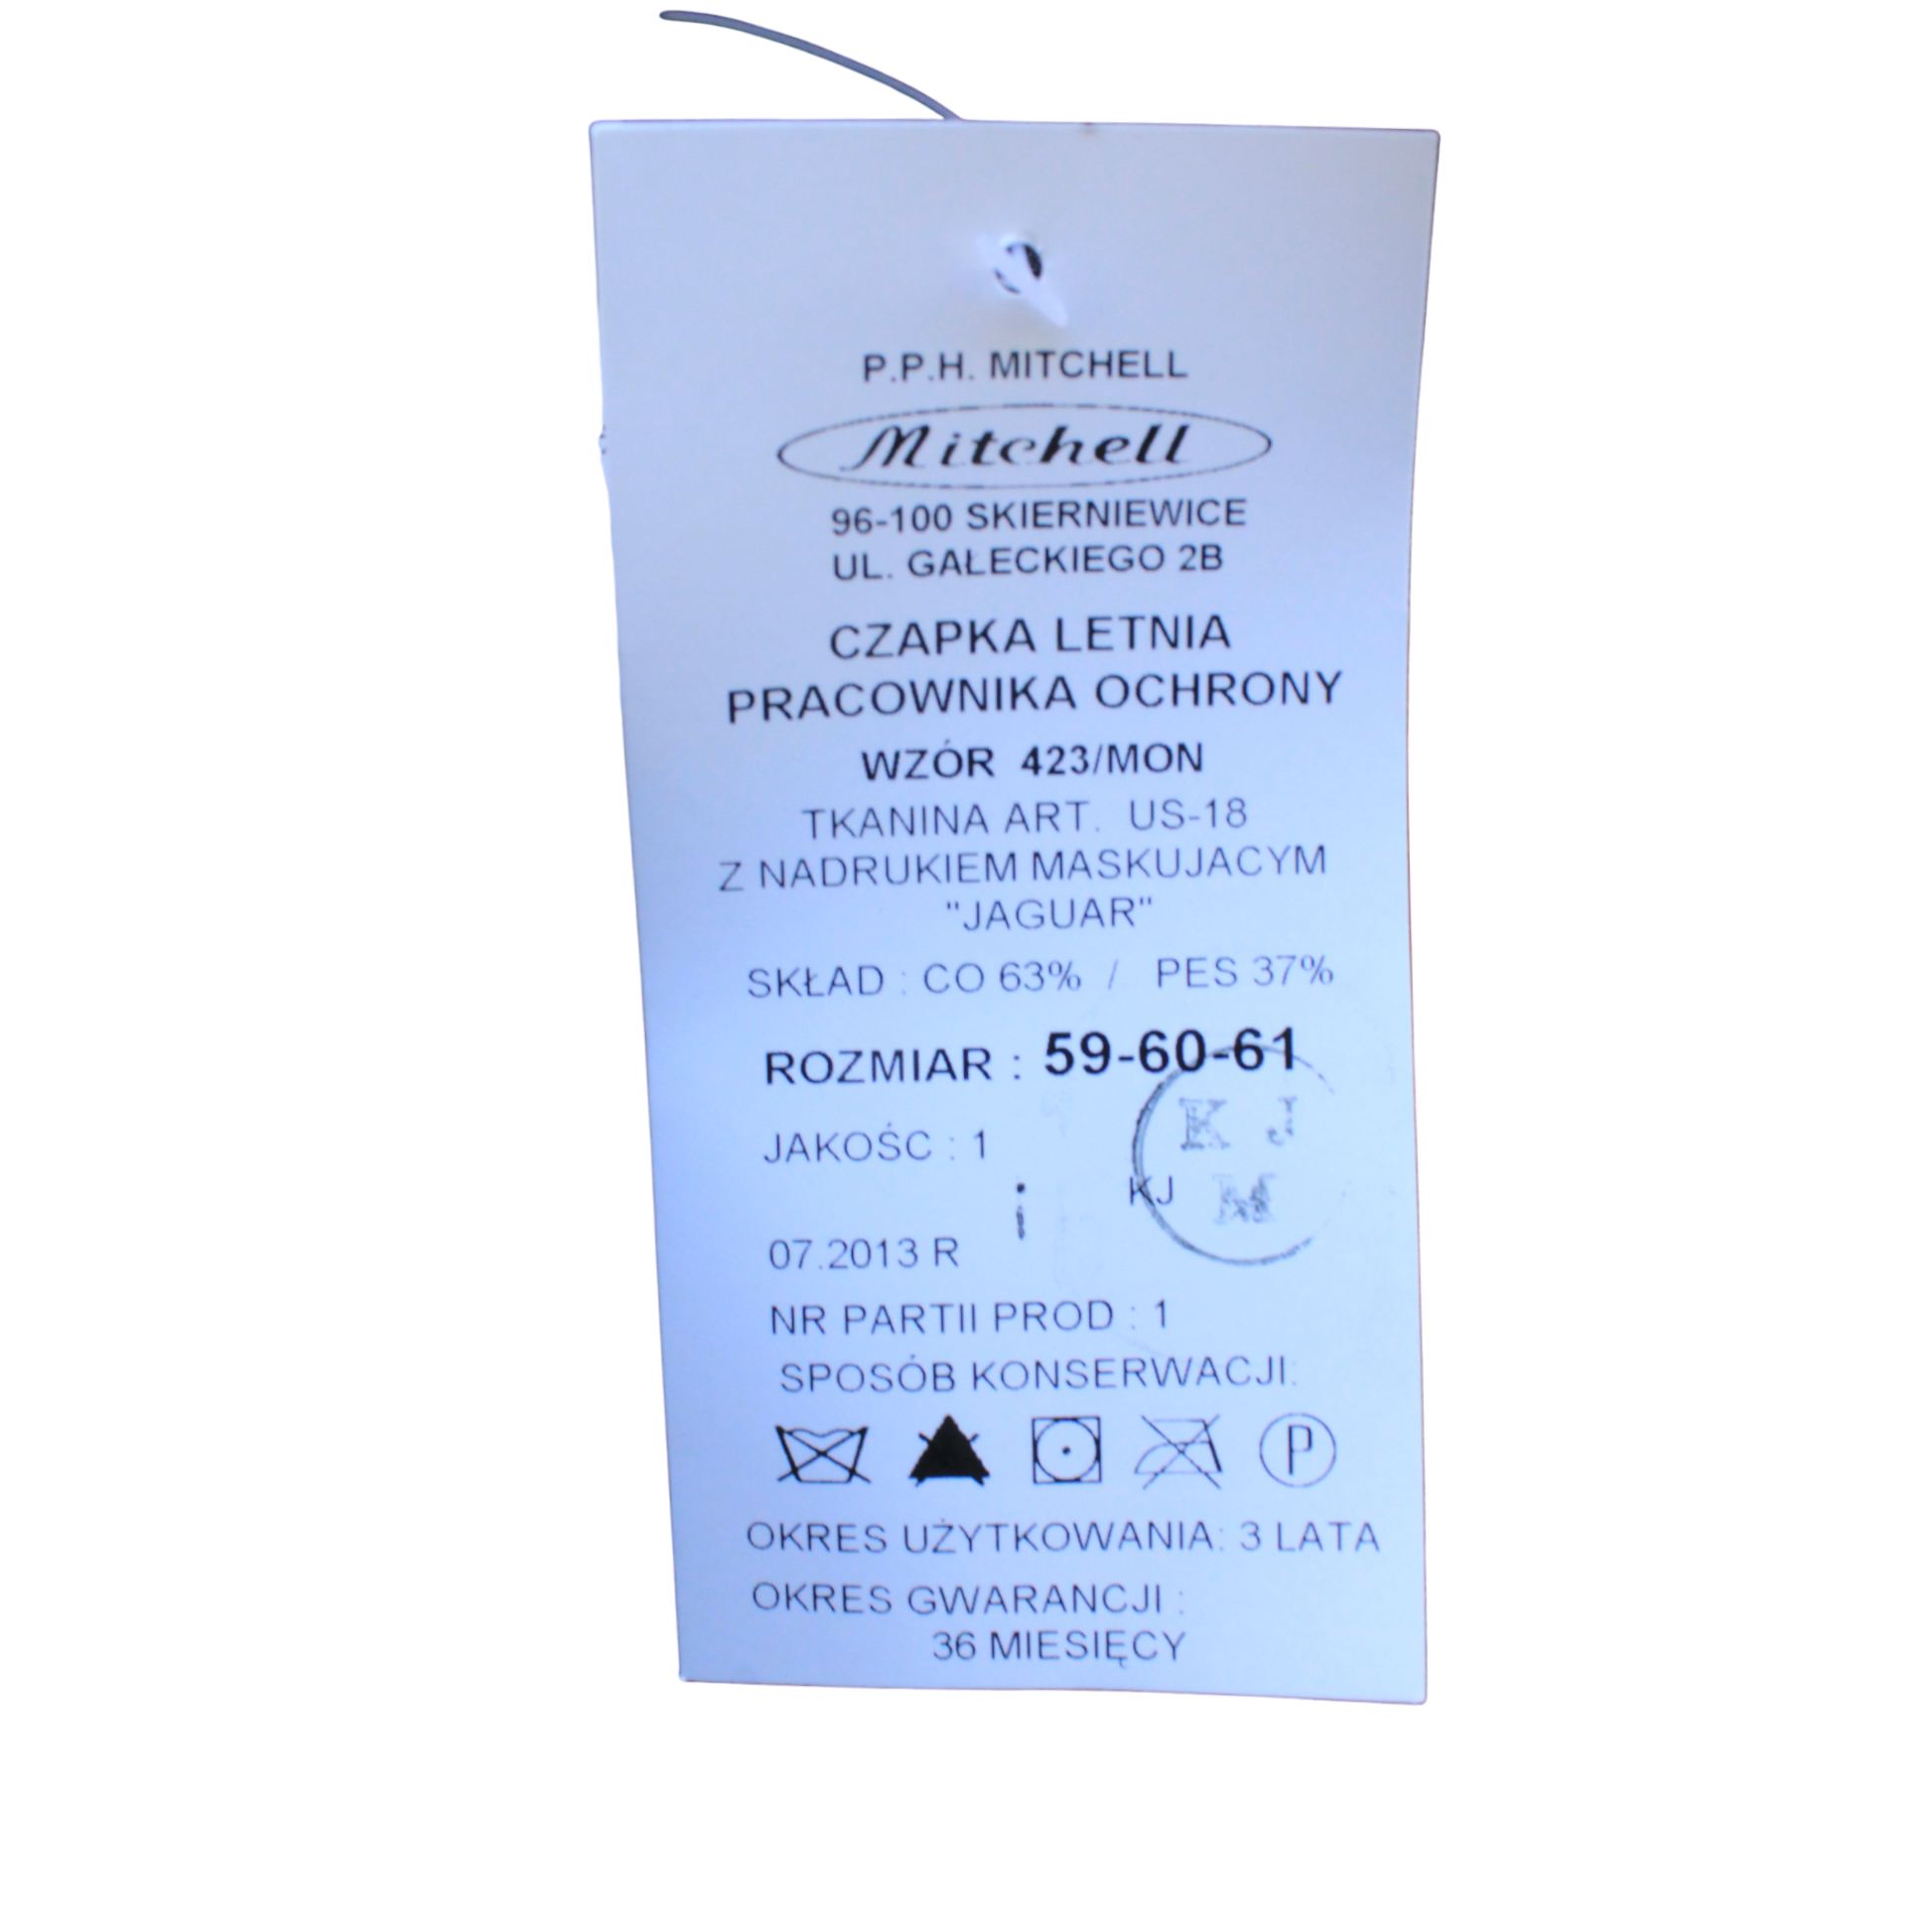 P.P.H. MITCHELL
Mitchell
96-100 SKIERNIEWICE
UL. GAŁECKIEGO 2B
CZAPKA LETNIA
PRACOWNIKA OCHRONY
WZÓR 423/MON
TKANINA ART. US-18
Z NADRUKIEM MASKUJACYM
"JAGUAR"
SKŁAD : CO 63% / PES 37%
ROZMIAR : 59-60-61
JAKOŚC : 1
K J
M
KJ
i
07.2013 R
NR PARTII PROD : 1
SPOSÓB KONSERWACJI:
P
OKRES UŻYTKOWANIA: 3 LATA
OKRES GWARANCJI :
36 MIESIĘCY